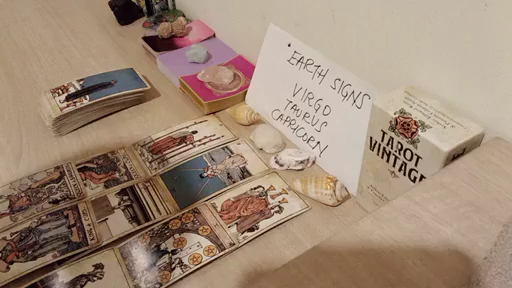 EARTH SIGNS
VIRGO
TAURUS
CAPRICORN
TAROT
VINTAGE